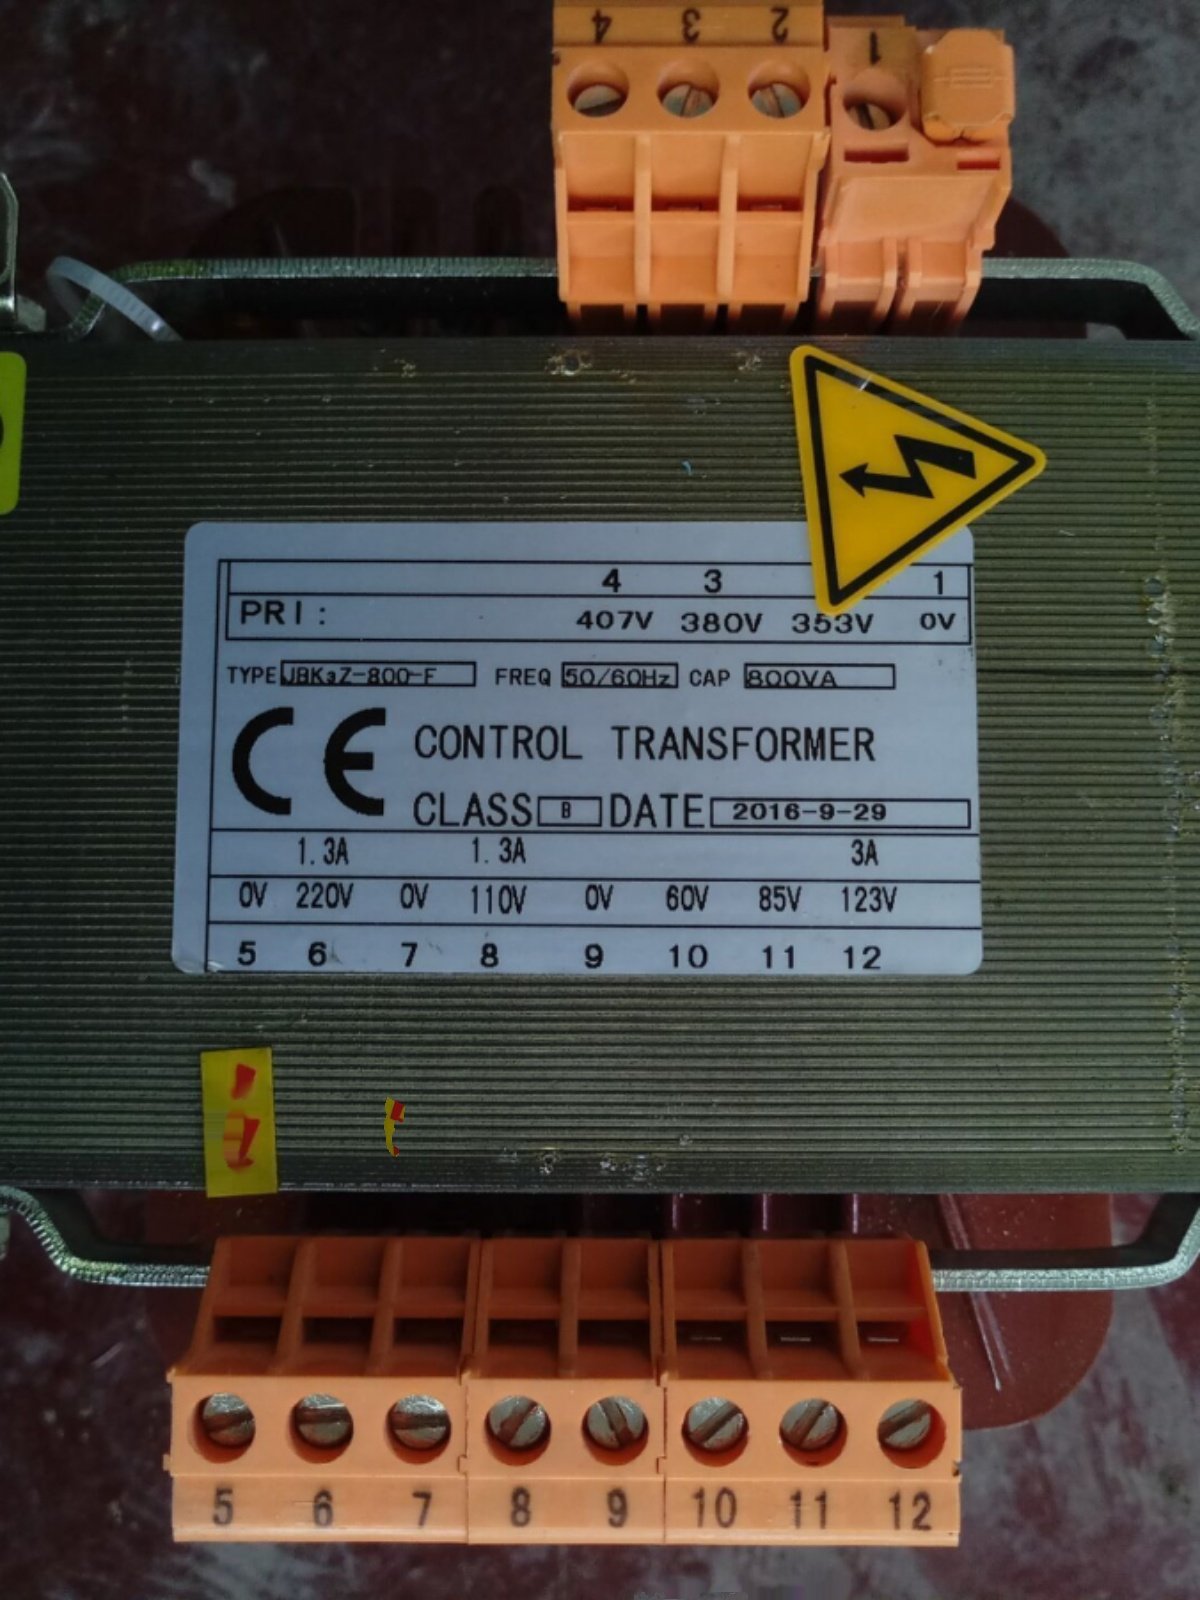 4 3 2 1
4 3 1
PRI: 407V 380V 353V 0V
TYPE JBK3Z-800-F FREQ 50/60Hz CAP 800VA
CE CONTROL TRANSFORMER
CLASS B DATE 2016-9-29
1.3A 1.3A 3A
0V 220V 0V 110V 0V 60V 85V 123V
5 6 7 8 9 10 11 12
5 6 7 8 9 10 11 12